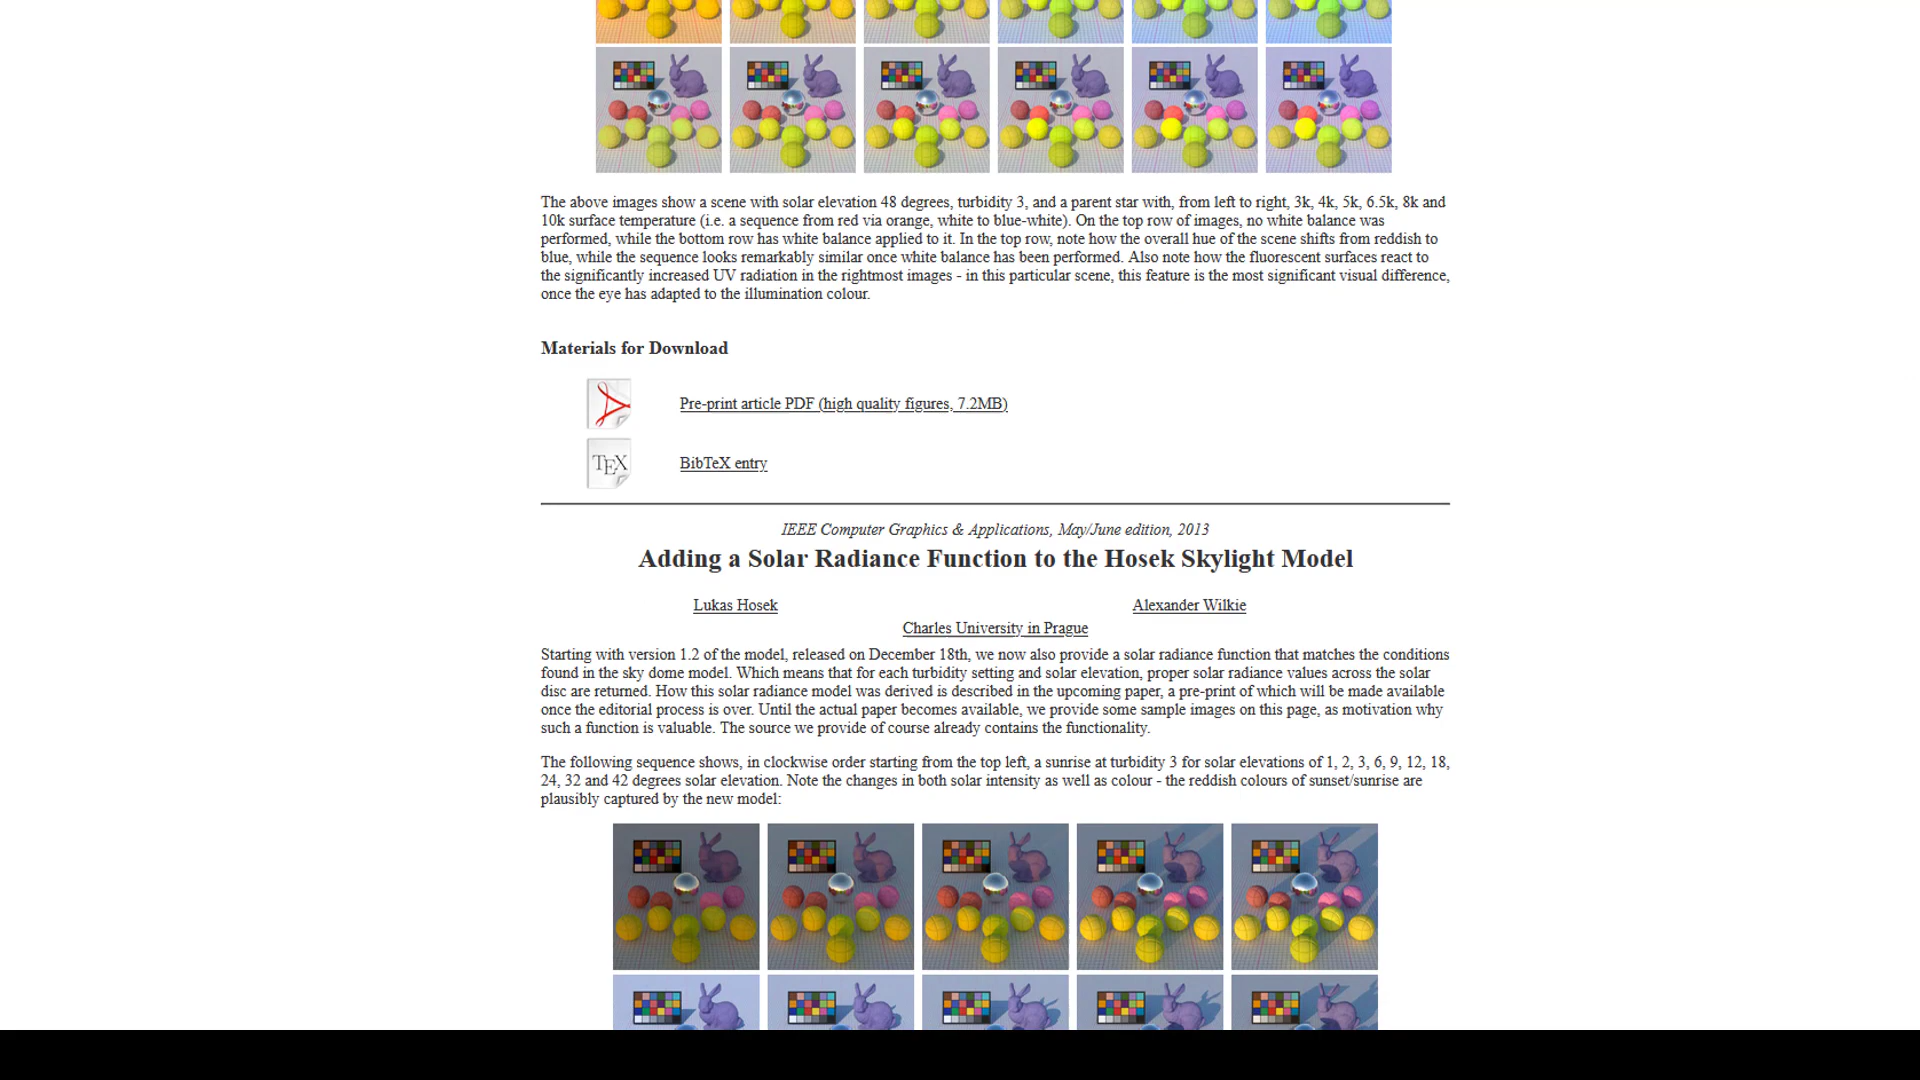 The above images show a scene with solar elevation 48 degrees, turbidity 3, and a parent star with, from left to right, 3k, 4k, 5k, 6.5k, 8k and
10k surface temperature (i.e. a sequence from red via orange, white to blue-white). On the top row of images, no white balance was
performed, while the bottom row has white balance applied to it. In the top row, note how the overall hue of the scene shifts from reddish to
blue, while the sequence looks remarkably similar once white balance has been performed. Also note how the fluorescent surfaces react to
the significantly increased UV radiation in the rightmost images - in this particular scene, this feature is the most significant visual difference,
once the eye has adapted to the illumination colour.
Materials for Download
Pre-print article PDF (high quality figures, 7.2MB)
TEX
BibTeX entry
IEEE Computer Graphics & Applications, May/June edition, 2013
Adding a Solar Radiance Function to the Hosek Skylight Model
Lukas Hosek Alexander Wilkie
Charles University in Prague
Starting with version 1.2 of the model, released on December 18th, we now also provide a solar radiance function that matches the conditions
found in the sky dome model. Which means that for each turbidity setting and solar elevation, proper solar radiance values across the solar
disc are returned. How this solar radiance model was derived is described in the upcoming paper, a pre-print of which will be made available
once the editorial process is over. Until the actual paper becomes available, we provide some sample images on this page, as motivation why
such a function is valuable. The source we provide of course already contains the functionality.
The following sequence shows, in clockwise order starting from the top left, a sunrise at turbidity 3 for solar elevations of 1, 2, 3, 6, 9, 12, 18,
24, 32 and 42 degrees solar elevation. Note the changes in both solar intensity as well as colour - the reddish colours of sunset/sunrise are
plausibly captured by the new model: